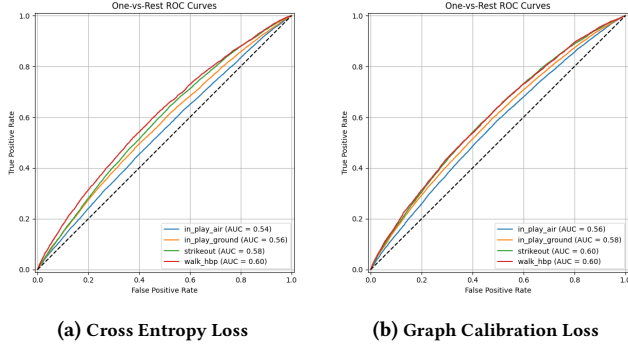 One-vs-Rest ROC Curves
1.0
0.8
0.6
0.4
0.2
0.0
True Positive Rate
0.0 0.2 0.4 0.6 0.8 1.0
False Positive Rate
in_play_air (AUC = 0.54)
in_play_ground (AUC = 0.56)
strikeout (AUC = 0.58)
walk_hbp (AUC = 0.60)
(a) Cross Entropy Loss
One-vs-Rest ROC Curves
1.0
0.8
0.6
0.4
0.2
0.0
True Positive Rate
0.0 0.2 0.4 0.6 0.8 1.0
False Positive Rate
in_play_air (AUC = 0.56)
in_play_ground (AUC = 0.58)
strikeout (AUC = 0.60)
walk_hbp (AUC = 0.60)
(b) Graph Calibration Loss